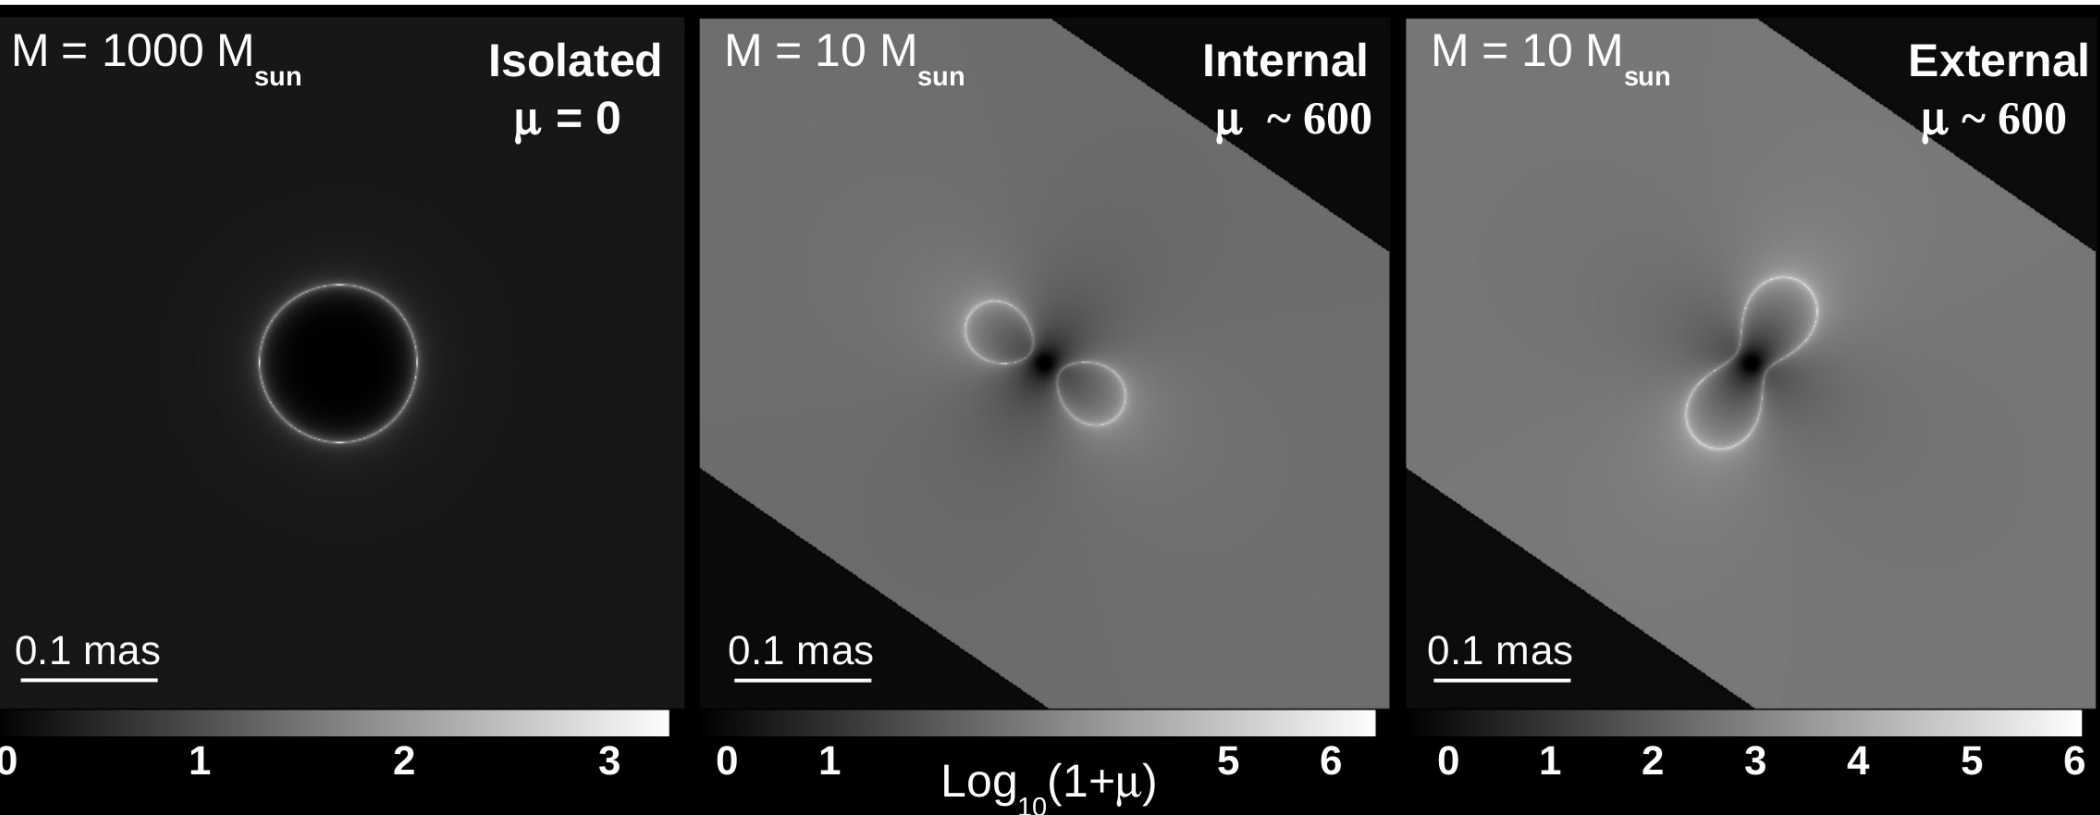 M = 1000 Msun
Isolated
μ = 0
0.1 mas
0 1 2 3
M = 10 Msun
Internal
μ ~ 600
0.1 mas
0 1 5 6
Log10(1+μ)
M = 10 Msun
External
μ ~ 600
0.1 mas
0 1 2 3 4 5 6